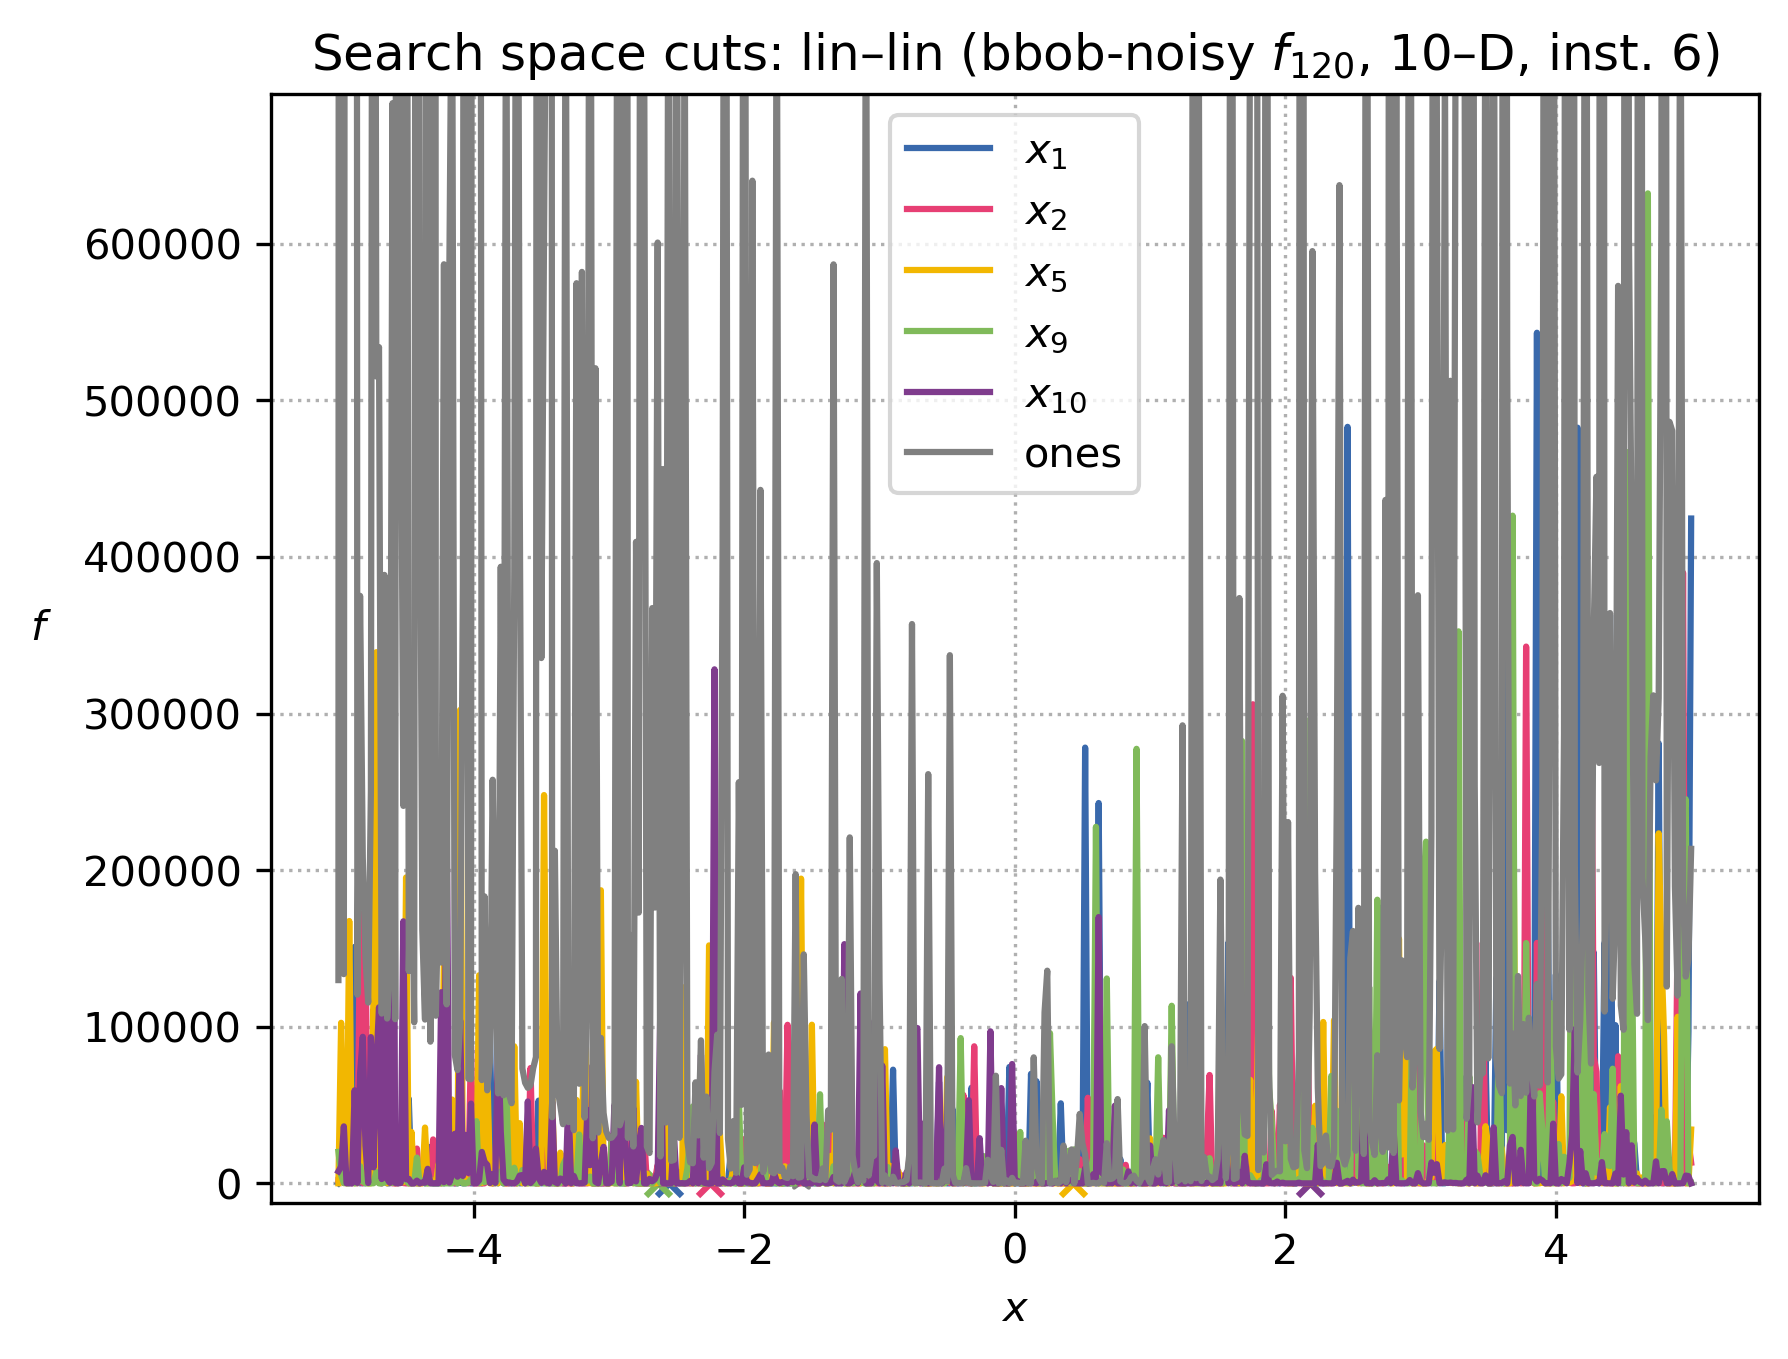 Search space cuts: lin–lin (bbob-noisy f₁₂₀, 10–D, inst. 6)
x₁
x₂
x₅
x₉
x₁₀
ones
600000
500000
400000
300000
200000
100000
0
f
−4
−2
0
2
4
x